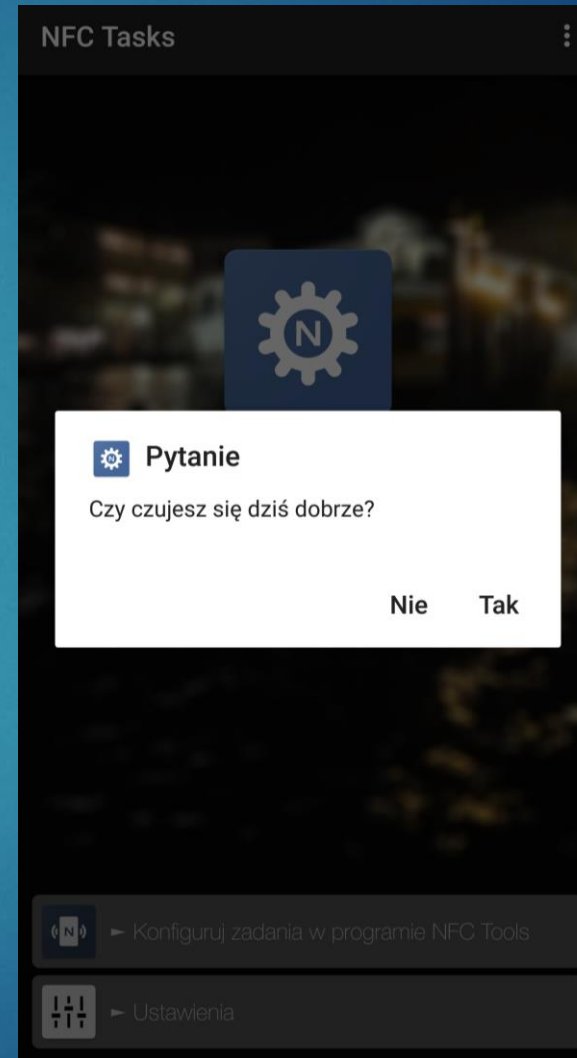 NFC Tasks
N
Pytanie
Czy czujesz się dziś dobrze?
Nie Tak
N ► Konfiguruj zadania w programie NFC Tools
► Ustawienia